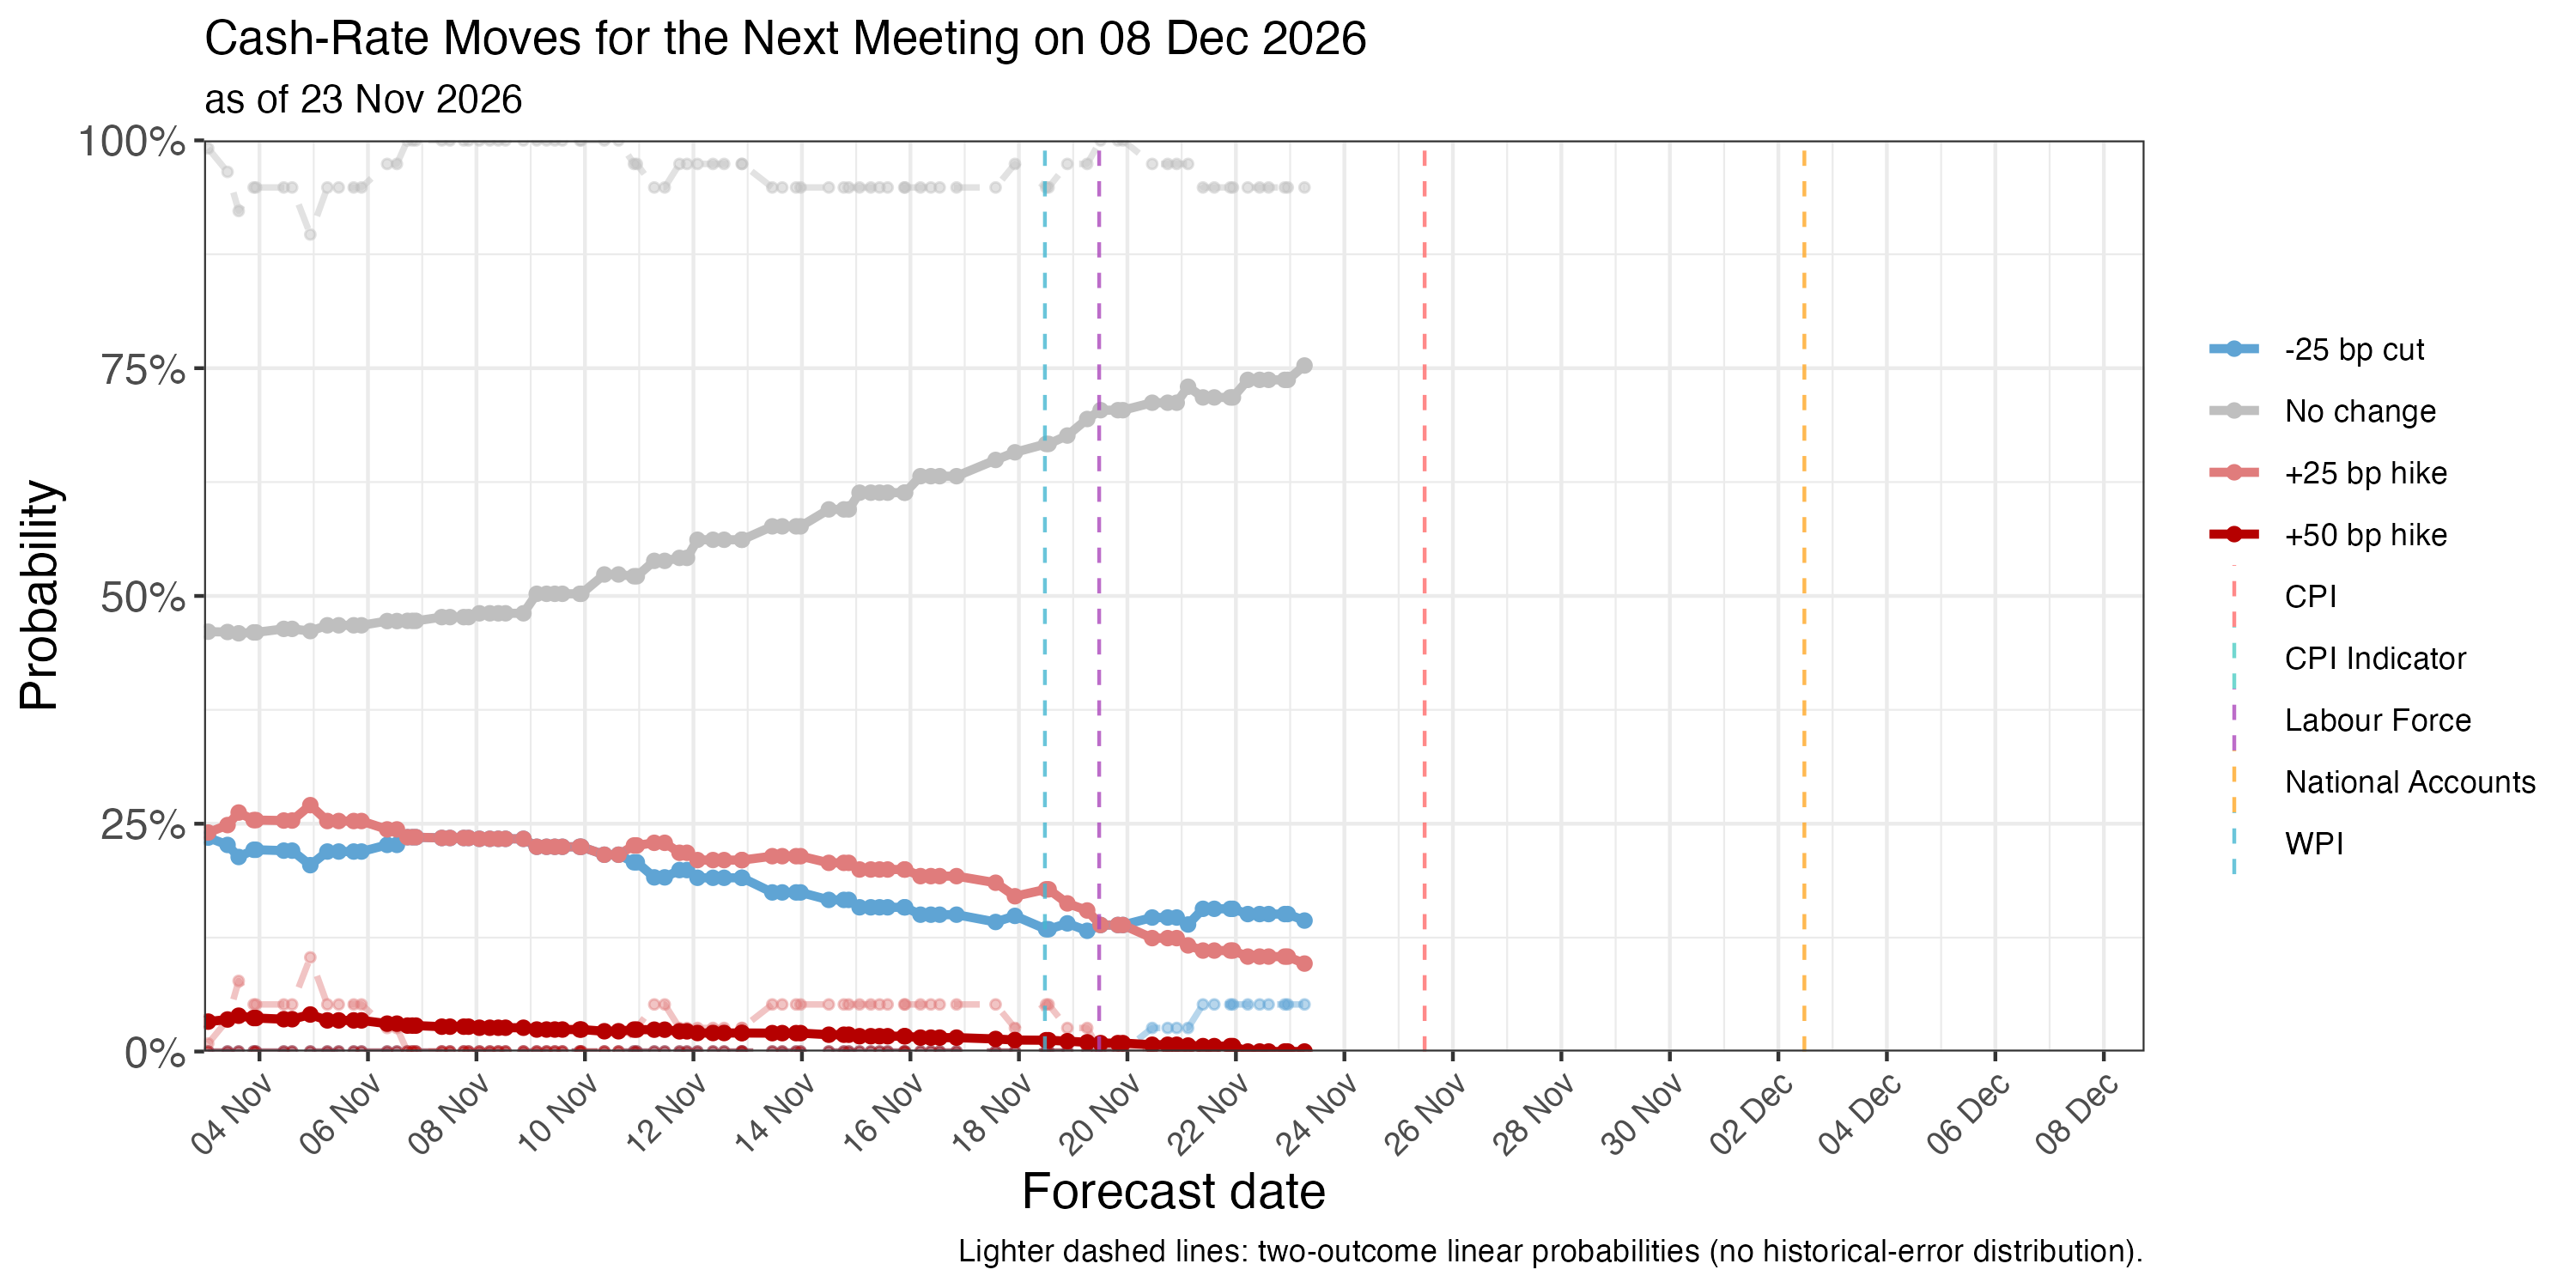 Cash-Rate Moves for the Next Meeting on 08 Dec 2026
as of 23 Nov 2026
Probability
100%
75%
50%
25%
0%
04 Nov
06 Nov
08 Nov
10 Nov
12 Nov
14 Nov
16 Nov
18 Nov
20 Nov
22 Nov
24 Nov
26 Nov
28 Nov
30 Nov
02 Dec
04 Dec
06 Dec
08 Dec
Forecast date
-25 bp cut
No change
+25 bp hike
+50 bp hike
CPI
CPI Indicator
Labour Force
National Accounts
WPI
Lighter dashed lines: two-outcome linear probabilities (no historical-error distribution).